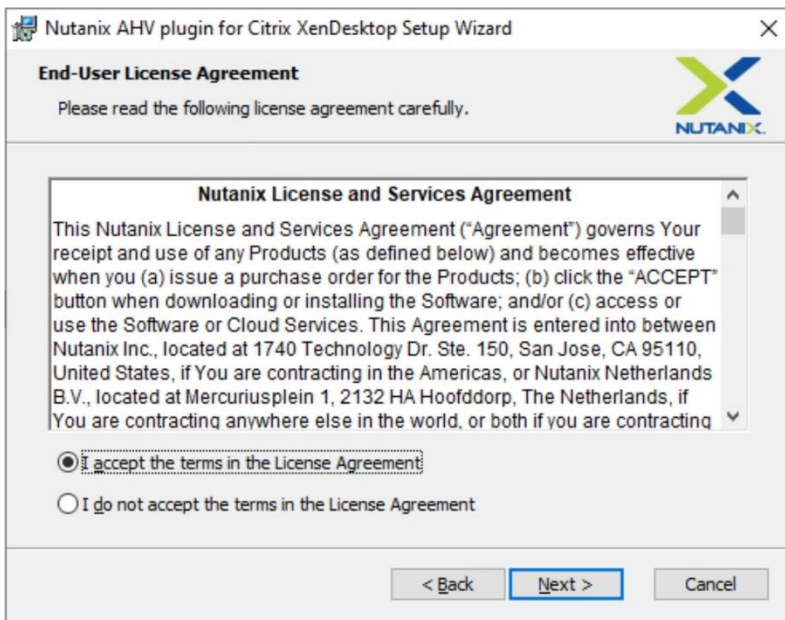 Nutanix AHV plugin for Citrix XenDesktop Setup Wizard
End-User License Agreement
Please read the following license agreement carefully.
NUTANIX.
Nutanix License and Services Agreement
This Nutanix License and Services Agreement (“Agreement”) governs Your
receipt and use of any Products (as defined below) and becomes effective
when you (a) issue a purchase order for the Products; (b) click the “ACCEPT”
button when downloading or installing the Software; and/or (c) access or
use the Software or Cloud Services. This Agreement is entered into between
Nutanix Inc., located at 1740 Technology Dr. Ste. 150, San Jose, CA 95110,
United States, if You are contracting in the Americas, or Nutanix Netherlands
B.V., located at Mercuriusplein 1, 2132 HA Hoofddorp, The Netherlands, if
You are contracting anywhere else in the world, or both if you are contracting
I accept the terms in the License Agreement
I do not accept the terms in the License Agreement
< Back Next > Cancel